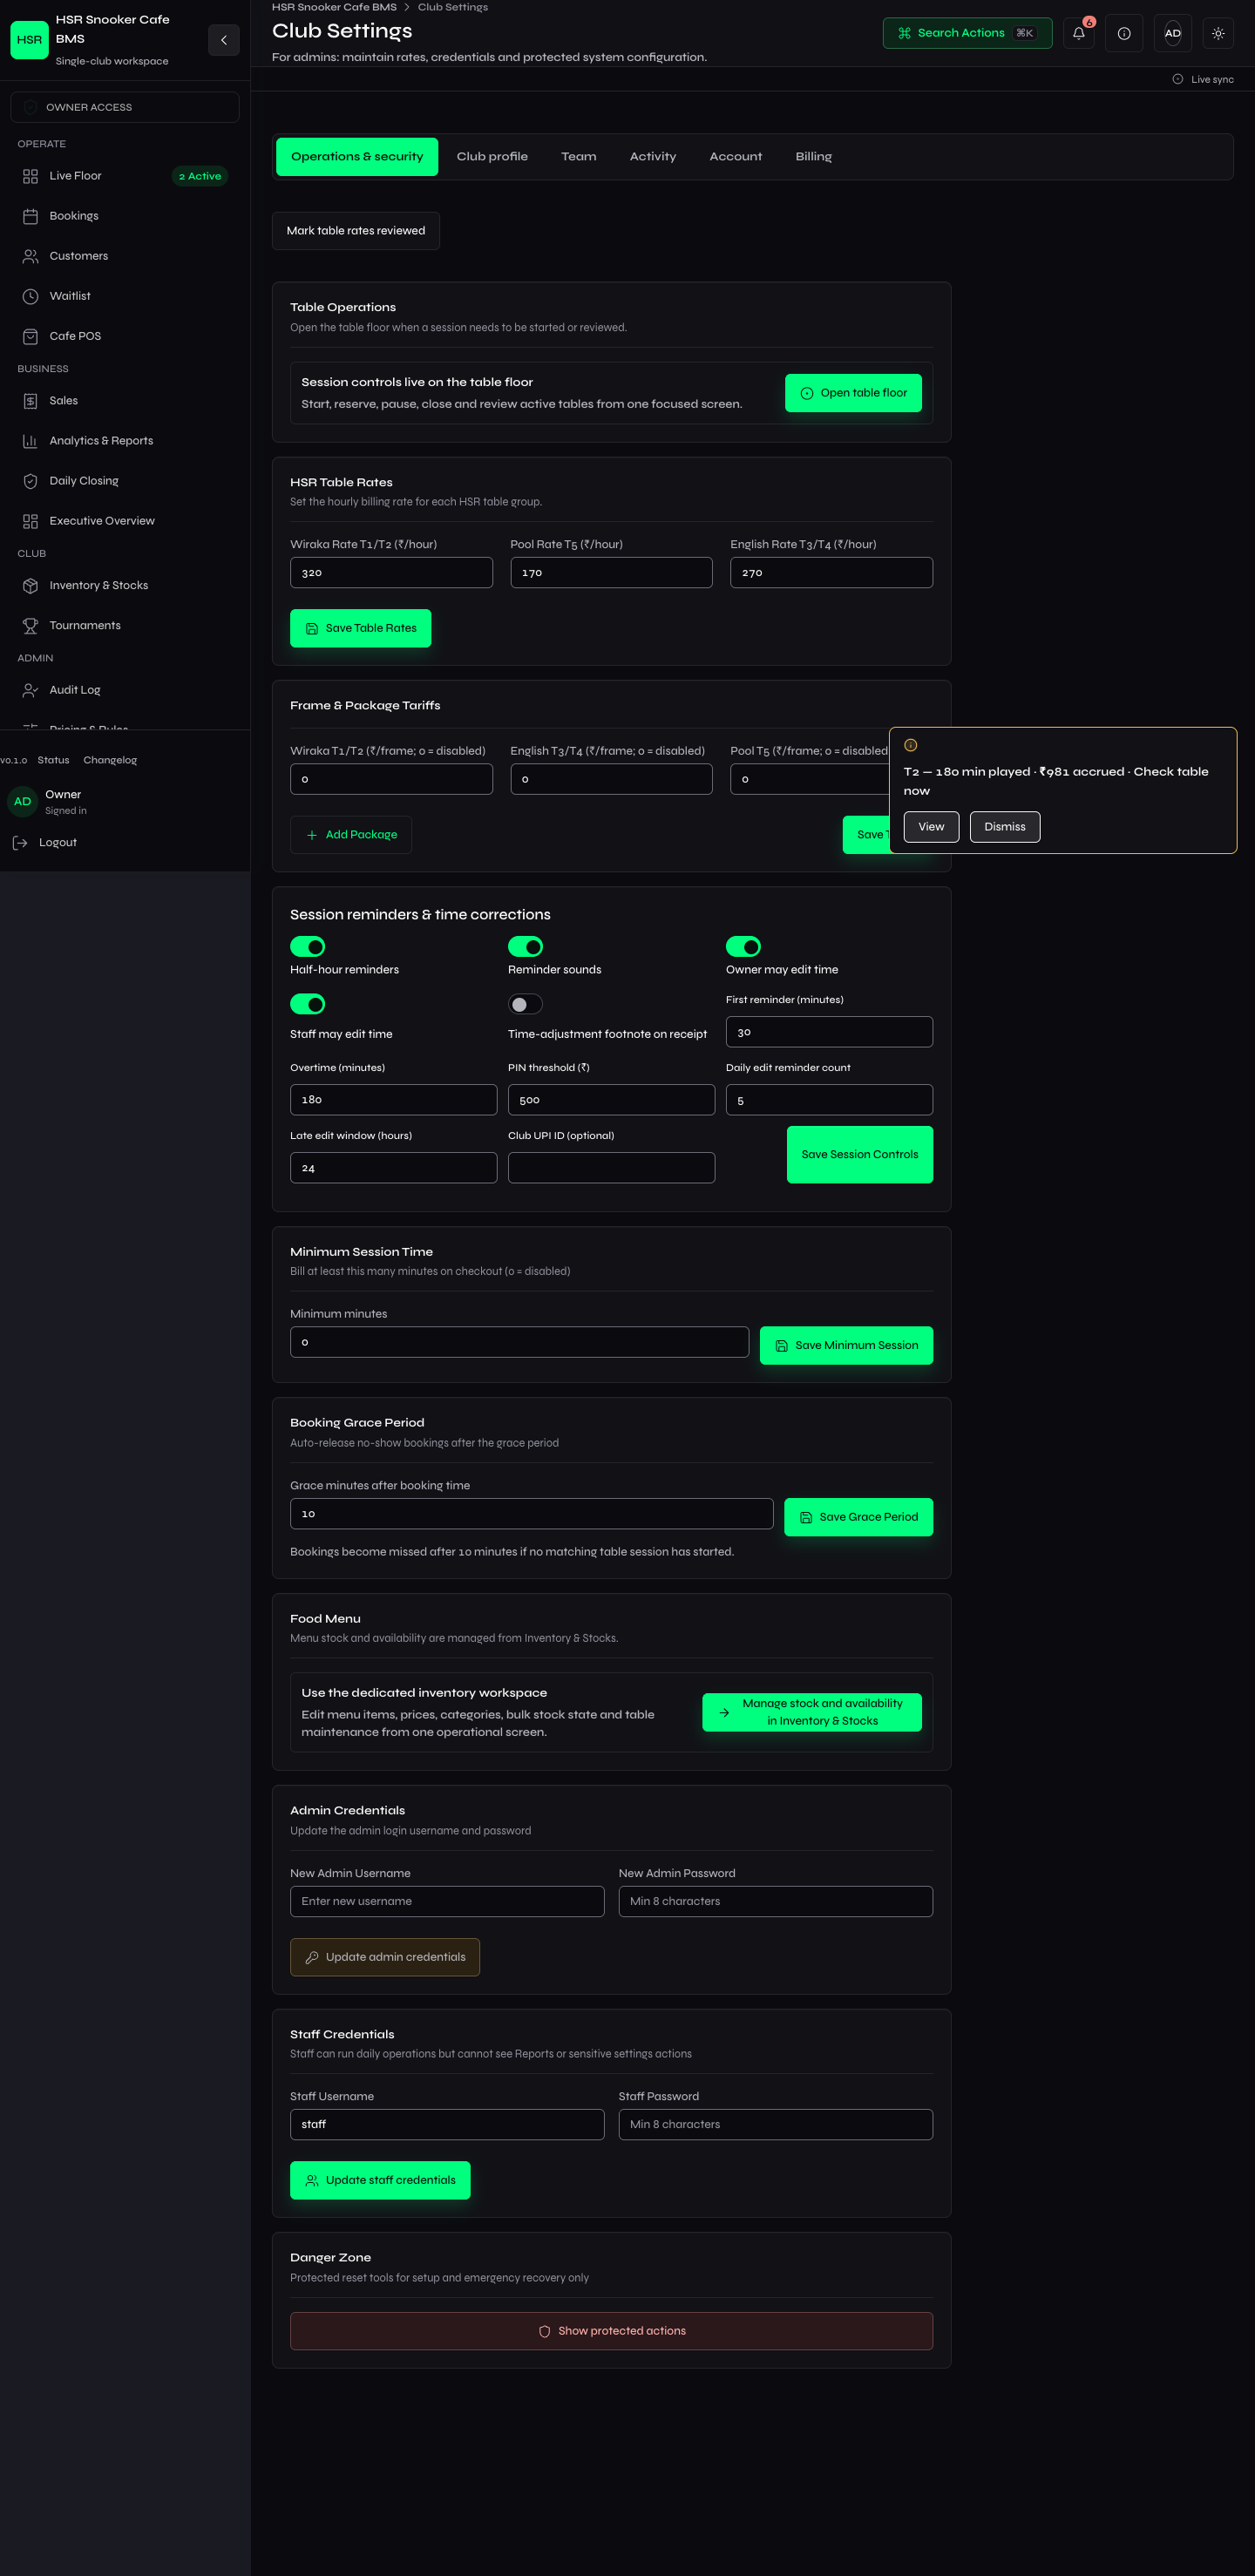 HSR
HSR Snooker Cafe
BMS
Single-club workspace
OWNER ACCESS
OPERATE
Live Floor
2 Active
Bookings
Customers
Waitlist
Cafe POS
BUSINESS
Sales
Analytics & Reports
Daily Closing
Executive Overview
CLUB
Inventory & Stocks
Tournaments
ADMIN
Audit Log
Pricing & Rules
v0.1.0 Status Changelog
AD
Owner
Signed in
Logout
HSR Snooker Cafe BMS > Club Settings
Club Settings
For admins: maintain rates, credentials and protected system configuration.
Search Actions ⌘K
6
AD
Live sync
Operations & security Club profile Team Activity Account Billing
Mark table rates reviewed
Table Operations
Open the table floor when a session needs to be started or reviewed.
Session controls live on the table floor
Start, reserve, pause, close and review active tables from one focused screen.
Open table floor
HSR Table Rates
Set the hourly billing rate for each HSR table group.
Wiraka Rate T1/T2 (₹/hour) Pool Rate T5 (₹/hour) English Rate T3/T4 (₹/hour)
320 170 270
Save Table Rates
Frame & Package Tariffs
Wiraka T1/T2 (₹/frame; 0 = disabled) English T3/T4 (₹/frame; 0 = disabled) Pool T5 (₹/frame; 0 = disabled
0 0 0
Add Package
Save T
T2 — 180 min played · ₹981 accrued · Check table
now
View Dismiss
Session reminders & time corrections
Half-hour reminders Reminder sounds Owner may edit time
Staff may edit time Time-adjustment footnote on receipt
First reminder (minutes)
30
Overtime (minutes) PIN threshold (₹) Daily edit reminder count
180 500 5
Late edit window (hours) Club UPI ID (optional)
24
Save Session Controls
Minimum Session Time
Bill at least this many minutes on checkout (0 = disabled)
Minimum minutes
0
Save Minimum Session
Booking Grace Period
Auto-release no-show bookings after the grace period
Grace minutes after booking time
10
Save Grace Period
Bookings become missed after 10 minutes if no matching table session has started.
Food Menu
Menu stock and availability are managed from Inventory & Stocks.
Use the dedicated inventory workspace
Edit menu items, prices, categories, bulk stock state and table
maintenance from one operational screen.
Manage stock and availability
in Inventory & Stocks
Admin Credentials
Update the admin login username and password
New Admin Username New Admin Password
Enter new username Min 8 characters
Update admin credentials
Staff Credentials
Staff can run daily operations but cannot see Reports or sensitive settings actions
Staff Username Staff Password
staff Min 8 characters
Update staff credentials
Danger Zone
Protected reset tools for setup and emergency recovery only
Show protected actions